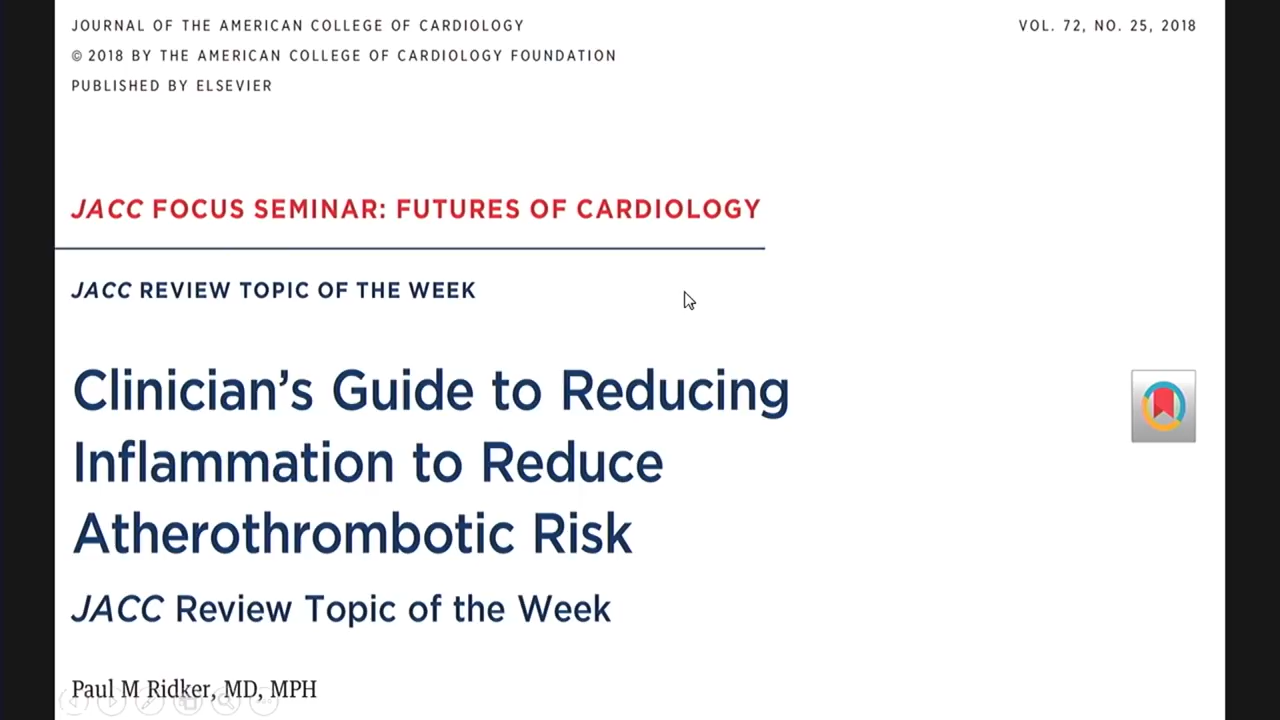 JOURNAL OF THE AMERICAN COLLEGE OF CARDIOLOGY
VOL. 72, NO. 25, 2018
© 2018 BY THE AMERICAN COLLEGE OF CARDIOLOGY FOUNDATION
PUBLISHED BY ELSEVIER
JACC FOCUS SEMINAR: FUTURES OF CARDIOLOGY
JACC REVIEW TOPIC OF THE WEEK
Clinician’s Guide to Reducing
Inflammation to Reduce
Atherothrombotic Risk
JACC Review Topic of the Week
Paul M Ridker, MD, MPH